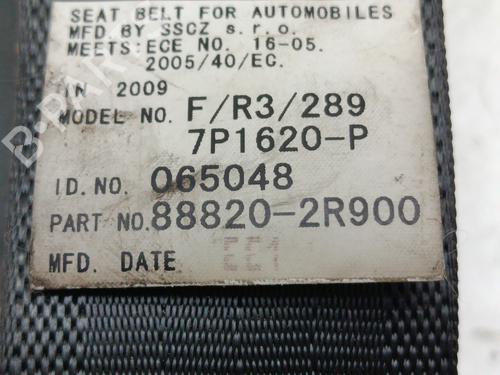 SEAT BELT FOR AUTOMOBILES
MFD.BY SSCZ s.r.o.
MEETS:ECE NO. 16-05.
2005/40/EC.
IN 2009
MODEL NO. F/R3/289
7P1620-P
ID.NO. 065048
PART NO. 88820-2R900
MFD. DATE